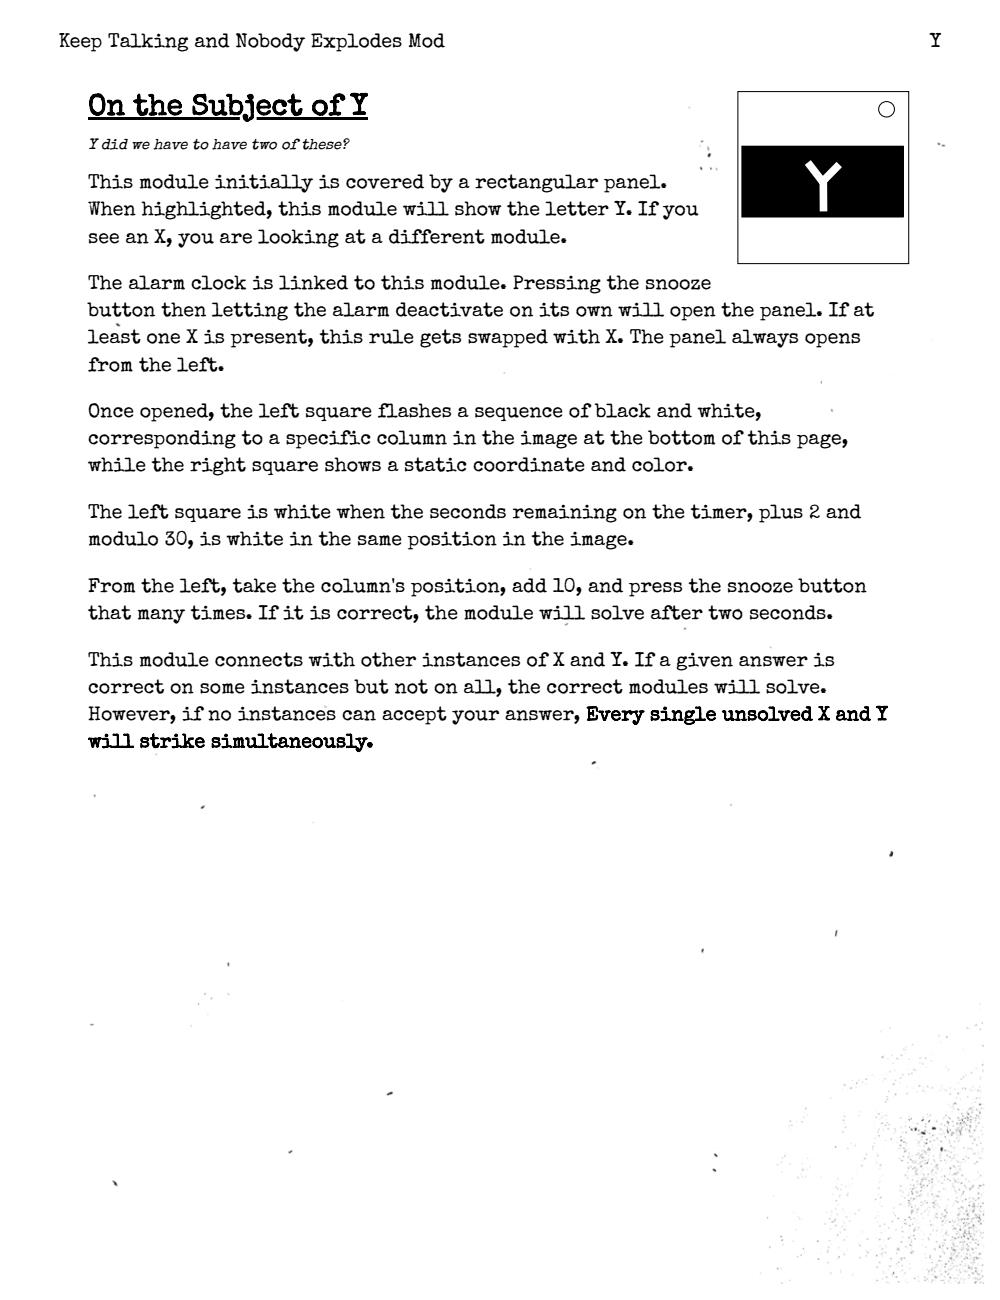 Keep Talking and Nobody Explodes Mod
Y
On the Subject of Y
Y did we have to have two of these?
Y
This module initially is covered by a rectangular panel.
When highlighted, this module will show the letter Y. If you
see an X, you are looking at a different module.
The alarm clock is linked to this module. Pressing the snooze
button then letting the alarm deactivate on its own will open the panel. If at
least one X is present, this rule gets swapped with X. The panel always opens
from the left.
Once opened, the left square flashes a sequence of black and white,
corresponding to a specific column in the image at the bottom of this page,
while the right square shows a static coordinate and color.
The left square is white when the seconds remaining on the timer, plus 2 and
modulo 30, is white in the same position in the image.
From the left, take the column's position, add 10, and press the snooze button
that many times. If it is correct, the module will solve after two seconds.
This module connects with other instances of X and Y. If a given answer is
correct on some instances but not on all, the correct modules will solve.
However, if no instances can accept your answer, Every single unsolved X and Y
will strike simultaneously.